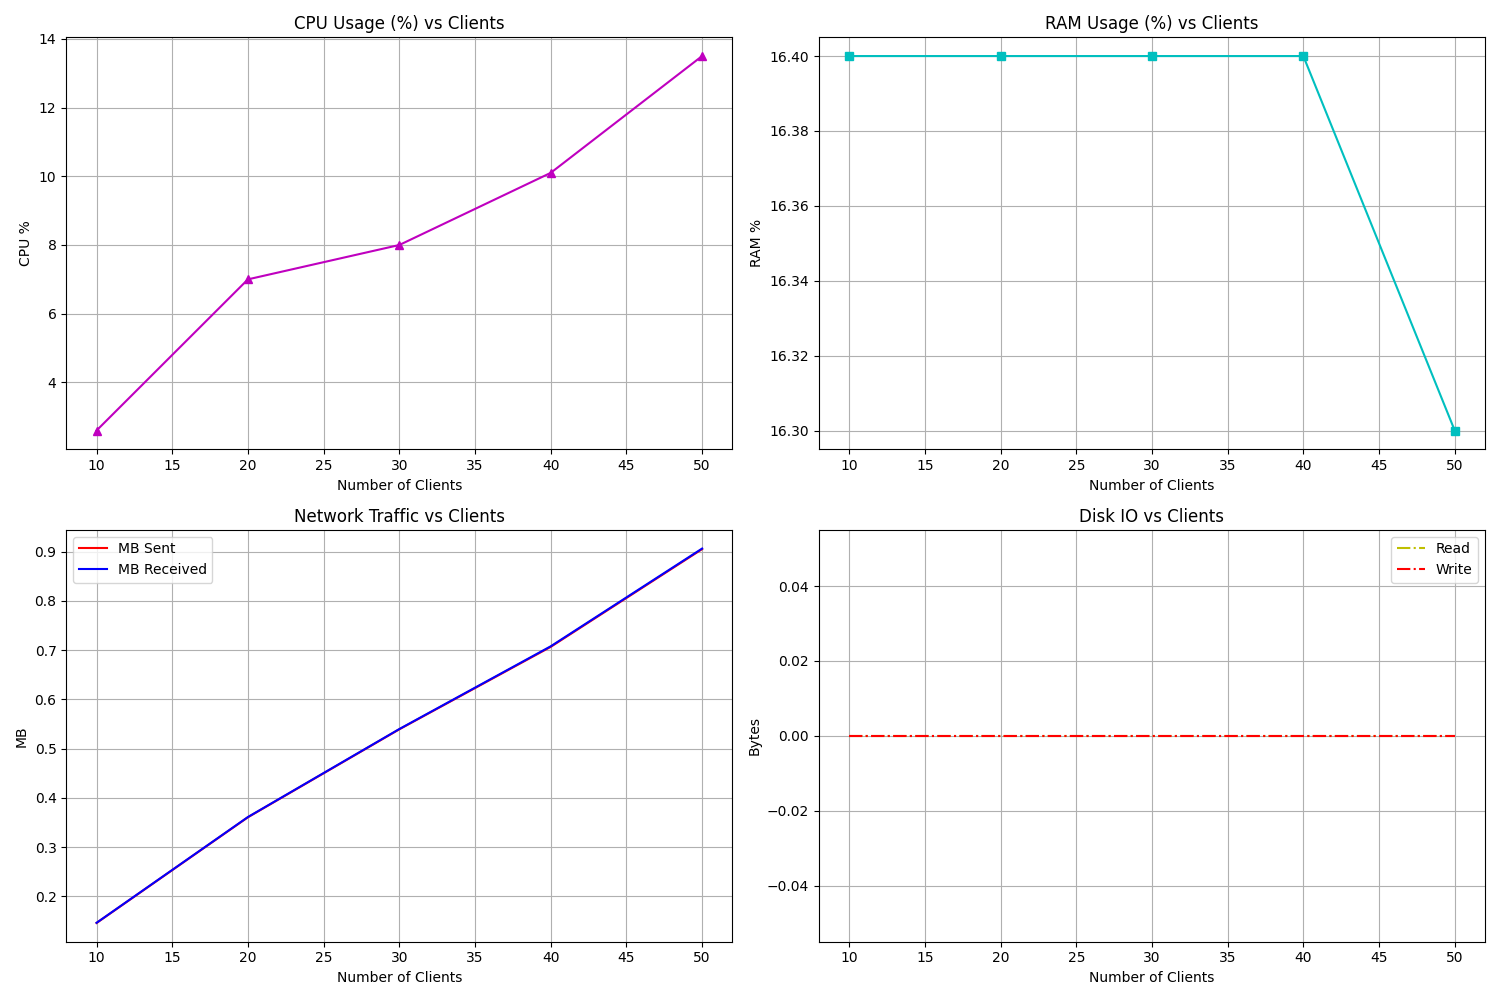 CPU Usage (%) vs Clients
14
12
10
8
6
4
CPU %
10 15 20 25 30 35 40 45 50
Number of Clients
RAM Usage (%) vs Clients
16.40
16.38
16.36
16.34
16.32
16.30
RAM %
10 15 20 25 30 35 40 45 50
Number of Clients
Network Traffic vs Clients
MB Sent
MB Received
0.9
0.8
0.7
0.6
0.5
0.4
0.3
0.2
MB
10 15 20 25 30 35 40 45 50
Number of Clients
Disk IO vs Clients
Read
Write
0.04
0.02
0.00
−0.02
−0.04
Bytes
10 15 20 25 30 35 40 45 50
Number of Clients